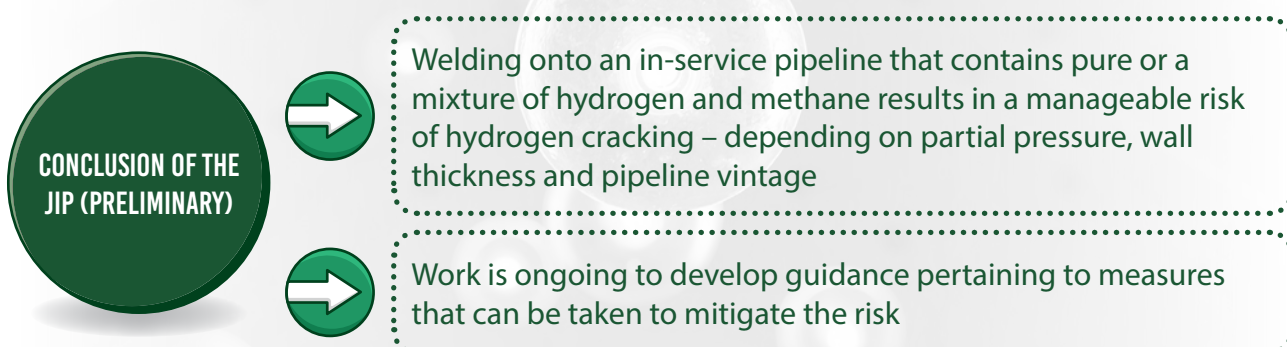 CONCLUSION OF THE
JIP (PRELIMINARY)
Welding onto an in-service pipeline that contains pure or a
mixture of hydrogen and methane results in a manageable risk
of hydrogen cracking – depending on partial pressure, wall
thickness and pipeline vintage
Work is ongoing to develop guidance pertaining to measures
that can be taken to mitigate the risk